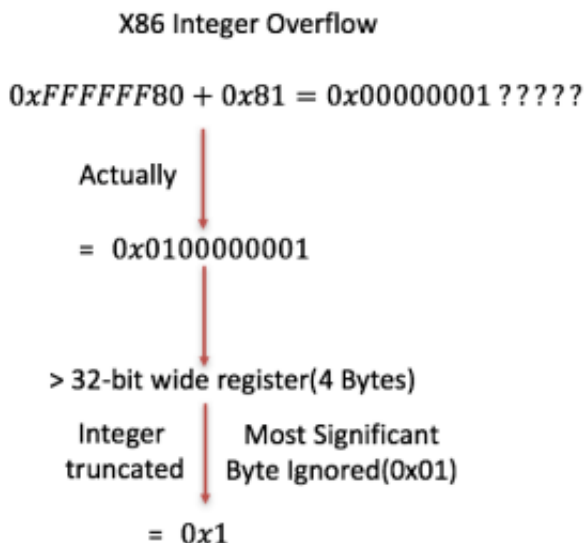 X86 Integer Overflow
0xFFFFFF80 + 0x81 = 0x00000001 ?????
Actually
= 0x0100000001
> 32-bit wide register(4 Bytes)
Integer
truncated
Most Significant
Byte Ignored(0x01)
= 0x1